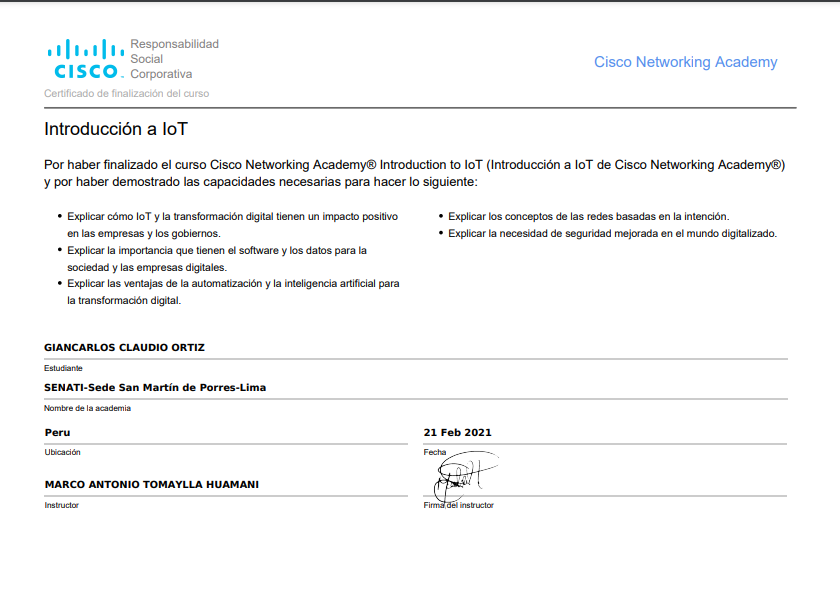 Responsabilidad
Social
Corporativa
CISCO.
Cisco Networking Academy
Certificado de finalización del curso
Introducción a IoT
Por haber finalizado el curso Cisco Networking Academy® Introduction to IoT (Introducción a IoT de Cisco Networking Academy®)
y por haber demostrado las capacidades necesarias para hacer lo siguiente:
• Explicar cómo IoT y la transformación digital tienen un impacto positivo
en las empresas y los gobiernos.
• Explicar la importancia que tienen el software y los datos para la
sociedad y las empresas digitales.
• Explicar las ventajas de la automatización y la inteligencia artificial para
la transformación digital.
• Explicar los conceptos de las redes basadas en la intención.
• Explicar la necesidad de seguridad mejorada en el mundo digitalizado.
GIANCARLOS CLAUDIO ORTIZ
Estudiante
SENATI-Sede San Martín de Porres-Lima
Nombre de la academia
Peru
Ubicación
21 Feb 2021
Fecha
MARCO ANTONIO TOMAYLLA HUAMANI
Instructor
Firma del instructor